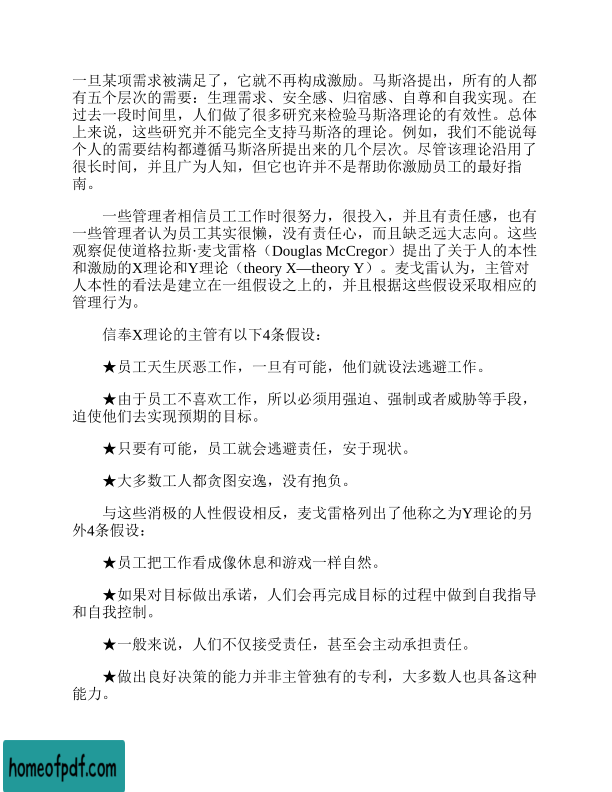 一旦某项需求被满足了，它就不再构成激励。马斯洛提出，所有的人都
有五个层次的需要：生理需求、安全感、归宿感、自尊和自我实现。在
过去一段时间里，人们做了很多研究来检验马斯洛理论的有效性。总体
上来说，这些研究并不能完全支持马斯洛的理论。例如，我们不能说每
个人的需要结构都遵循马斯洛所提出来的几个层次。尽管该理论沿用了
很长时间，并且广为人知，但它也许并不是帮助你激励员工的最好指
南。
一些管理者相信员工工作时很努力，很投入，并且有责任感，也有
一些管理者认为员工其实很懒，没有责任心，而且缺乏远大志向。这些
观察促使道格拉斯·麦戈雷格（Douglas McCregor）提出了关于人的本性
和激励的X理论和Y理论（theory X—theory Y）。麦戈雷认为，主管对
人本性的看法是建立在一组假设之上的，并且根据这些假设采取相应的
管理行为。
信奉X理论的主管有以下4条假设：
★员工天生厌恶工作，一旦有可能，他们就设法逃避工作。
★由于员工不喜欢工作，所以必须用强迫、强制或者威胁等手段，
迫使他们去实现预期的目标。
★只要有可能，员工就会逃避责任，安于现状。
★大多数工人都贪图安逸，没有抱负。
与这些消极的人性假设相反，麦戈雷格列出了他称之为Y理论的另
外4条假设：
★员工把工作看成像休息和游戏一样自然。
★如果对目标做出承诺，人们会再完成目标的过程中做到自我指导
和自我控制。
★一般来说，人们不仅接受责任，甚至会主动承担责任。
★做出良好决策的能力并非主管独有的专利，大多数人也具备这种
能力。
homeofpdf.com